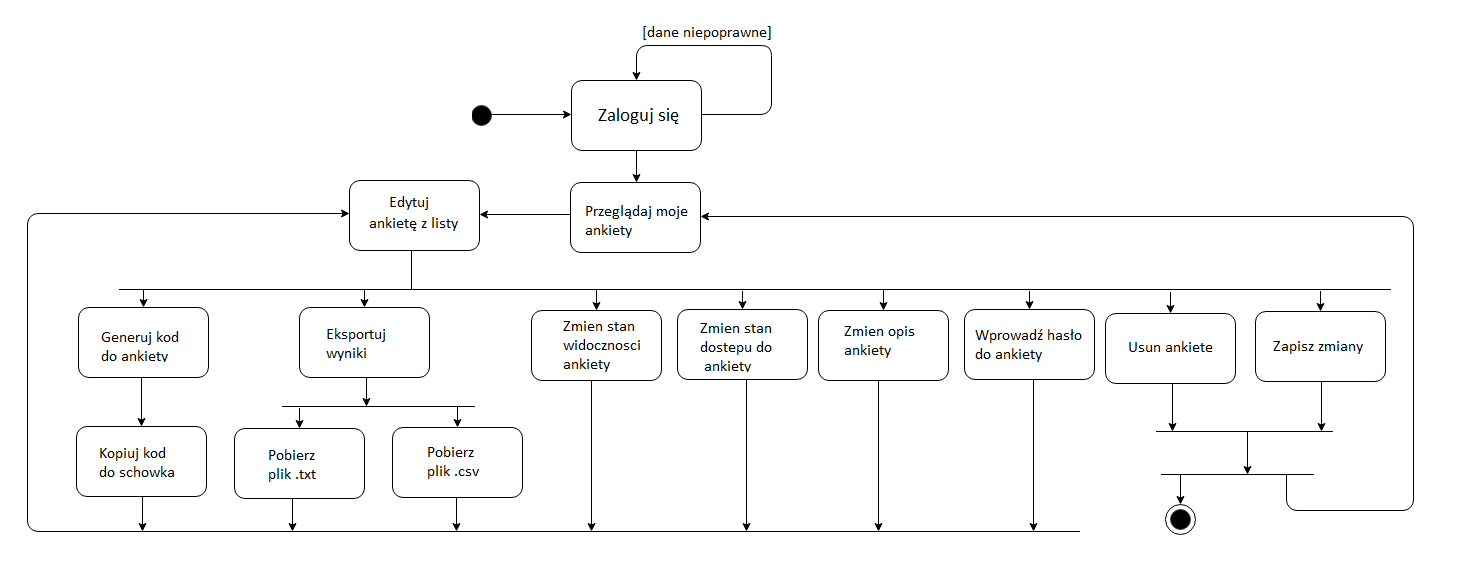 [dane niepoprawne]
Zaloguj się
Edytuj
ankietę z listy
Przeglądaj moje
ankiety
Generuj kod
do ankiety
Eksportuj
wyniki
Zmien stan
widocznosci
ankiety
Zmien stan
dostepu do
ankiety
Zmien opis
ankiety
Wprowadź hasło
do ankiety
Usun ankiete
Zapisz zmiany
Kopiuj kod
do schowka
Pobierz
plik .txt
Pobierz
plik .csv